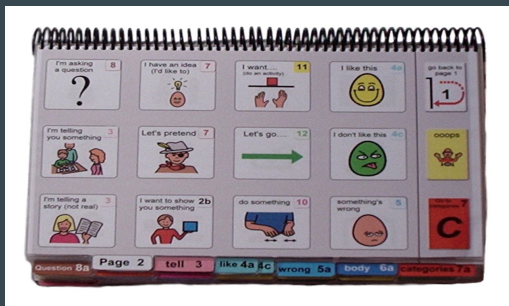 I'm asking
a question
8
I have an idea
(I'd like to)
7
I want....
(do an activity)
11
I like this
4a
go back to
page 1
1
I'm telling
you something
3
Let's pretend
7
Let's go....
12
I don't like this
4c
ooops
I'm telling a
story (not real)
3
I want to show
you something
2b
do something
10
something's
wrong
5
categories
7
C
Question 8a
Page 2
tell 3
like 4a 4c
wrong 5a
body 6a
categories 7a